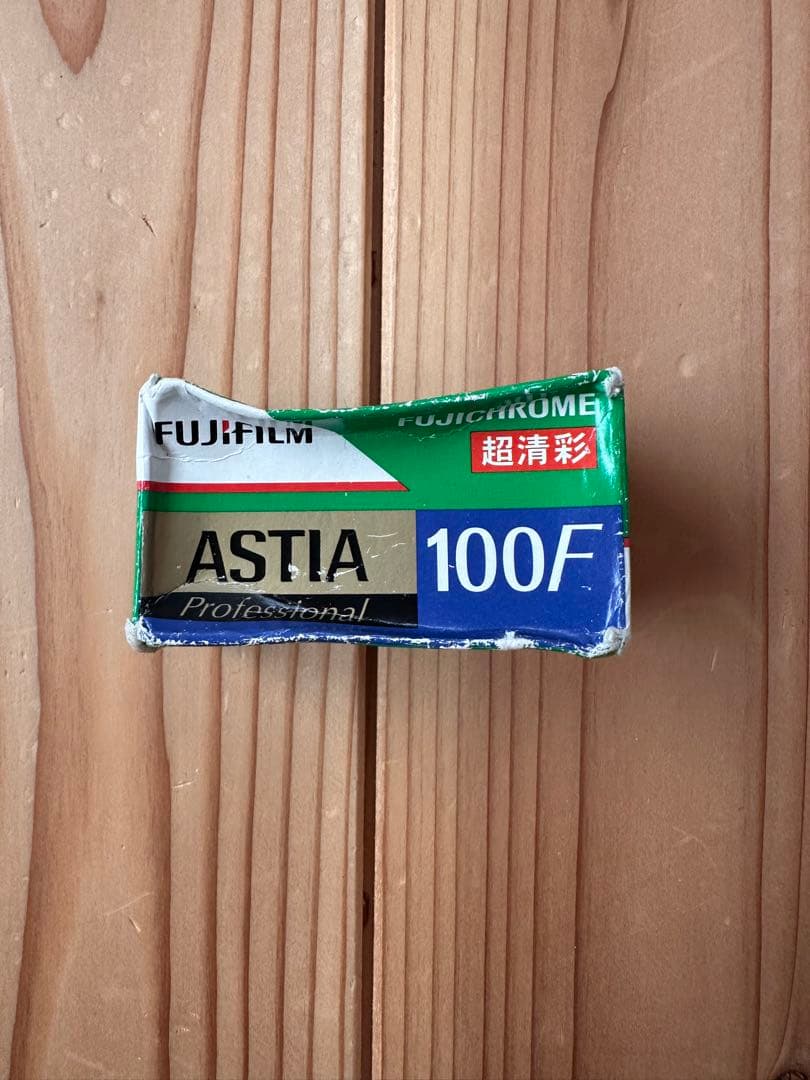 FUJIFILM
FUJICHROME
超清彩
ASTIA
100F
Professional